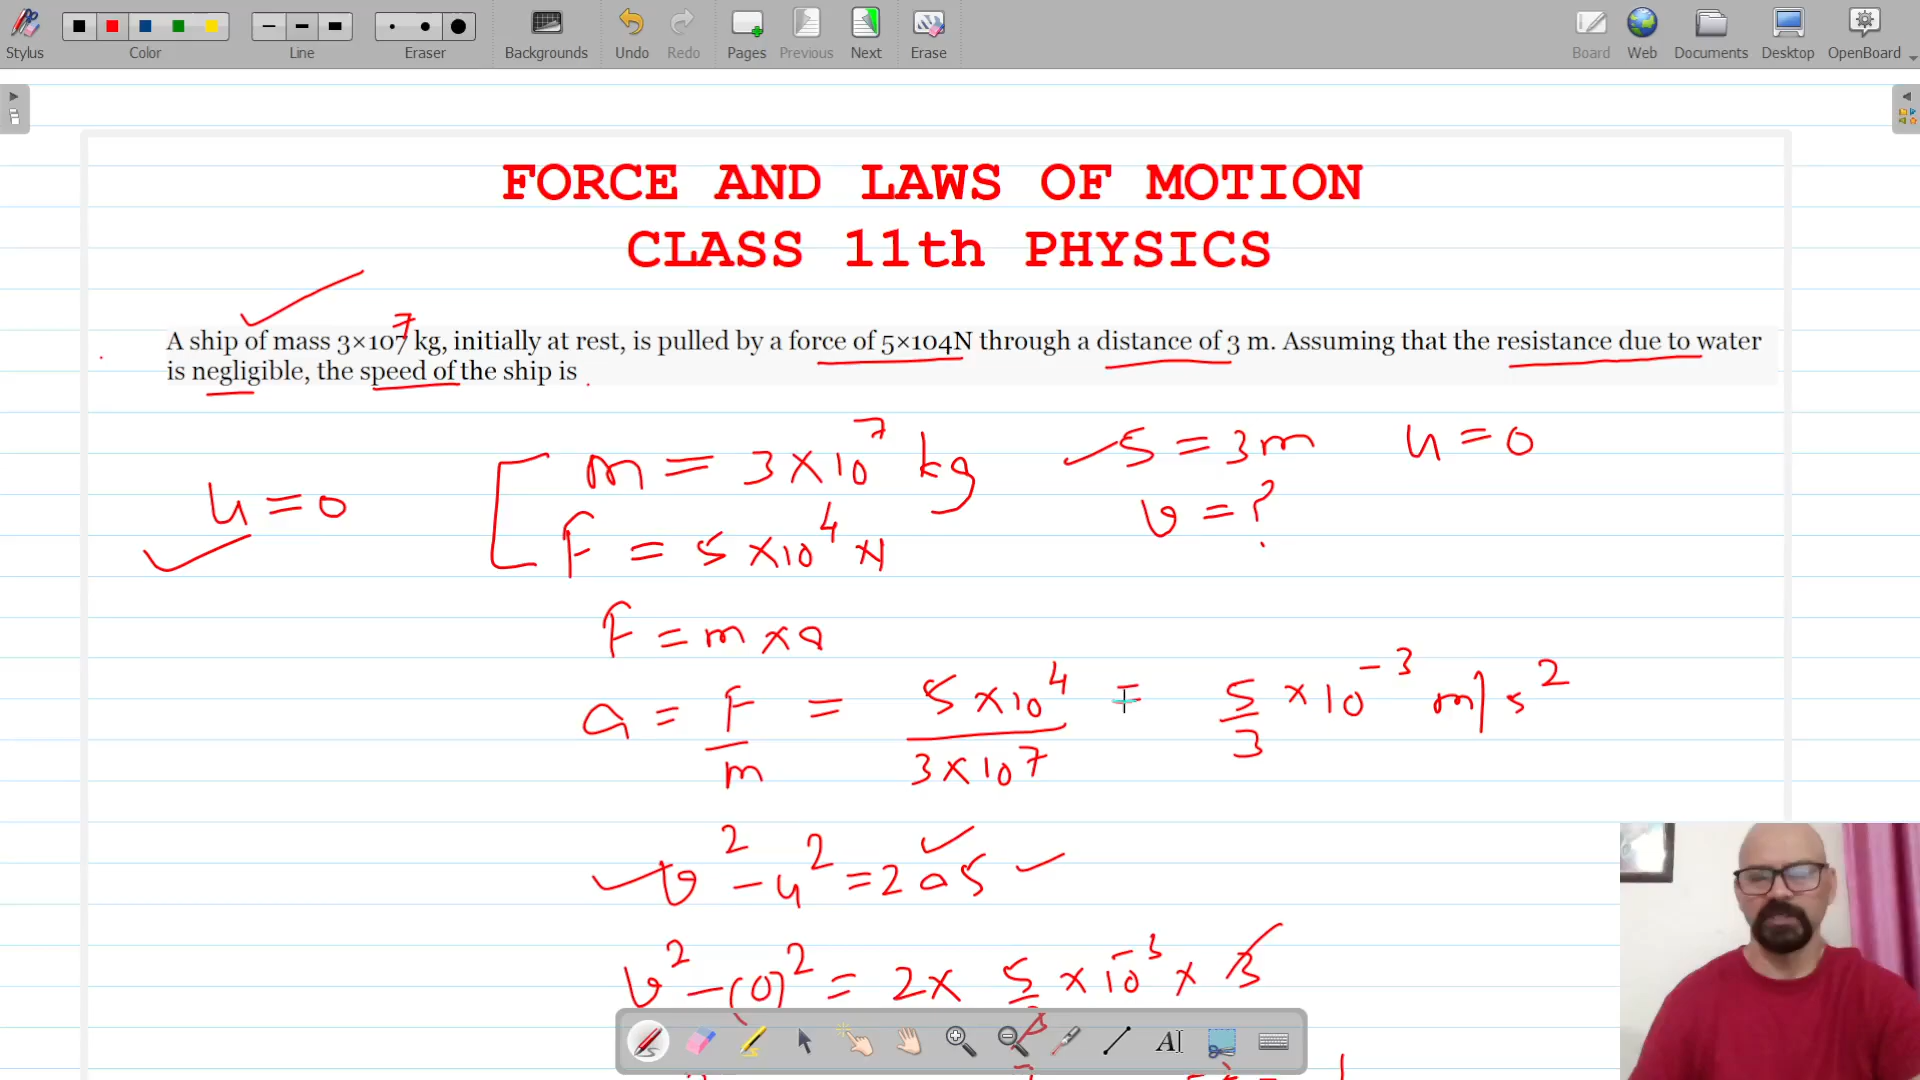 Stylus Color Line Eraser Backgrounds Undo Redo Pages Previous Next Erase Board Web Documents Desktop OpenBoard
FORCE AND LAWS OF MOTION
CLASS 11th PHYSICS
7
A ship of mass 3×107 kg, initially at rest, is pulled by a force of 5×104N through a distance of 3 m. Assuming that the resistance due to water
is negligible, the speed of the ship is
m = 3×10⁷ kg s = 3m u = 0
u = 0 v = ?
F = 5×10⁴ N
F = m×a
a = F/m = 5×10⁴/3×10⁷ = 5/3 × 10⁻³ m/s²
v² - u² = 2as
v² - (0)² = 2× 5/3 × 10⁻³ × 3
AI